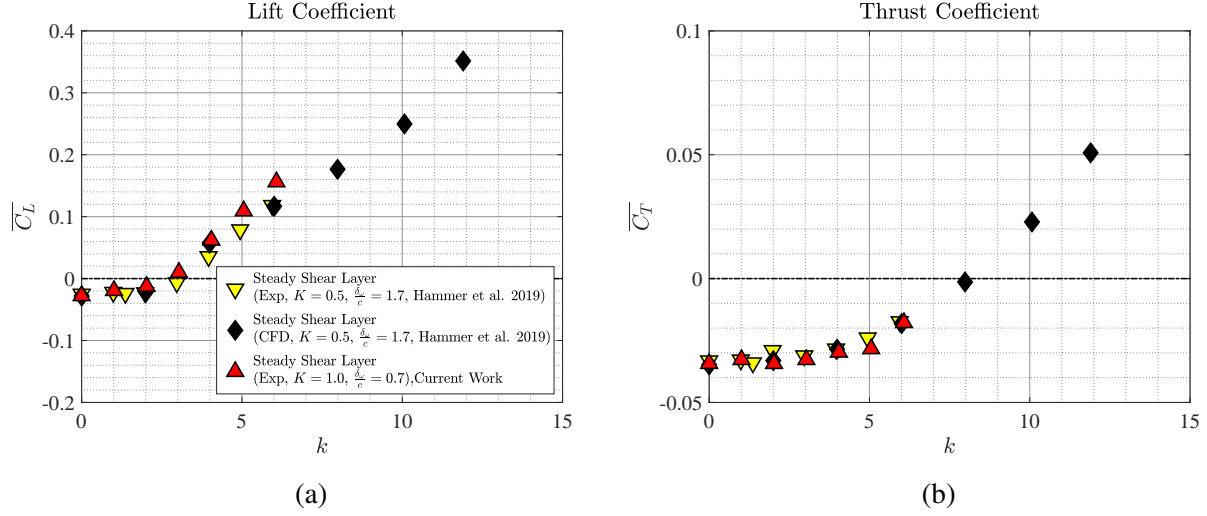 Lift Coefficient
0.4
0.3
0.2
0.1
0
-0.1
-0.2
0
5
10
15
k
C_L
Steady Shear Layer
(Exp, K = 0.5, δω/c = 1.7, Hammer et al. 2019)
Steady Shear Layer
(CFD, K = 0.5, δω/c = 1.7, Hammer et al. 2019)
Steady Shear Layer
(Exp, K = 1.0, δω/c = 0.7),Current Work
(a)
Thrust Coefficient
0.1
0.05
0
-0.05
0
5
10
15
k
C_T
(b)